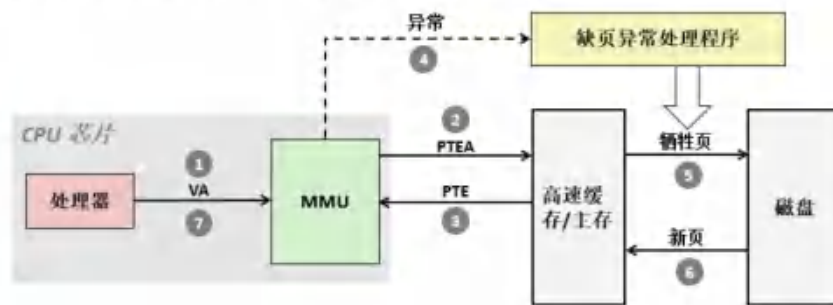 异常
4
缺页异常处理程序
CPU 芯片
1
VA
7
处理器
MMU
2
PTEA
PTE
3
高速缓
存/主存
牺牲页
5
新页
6
磁盘